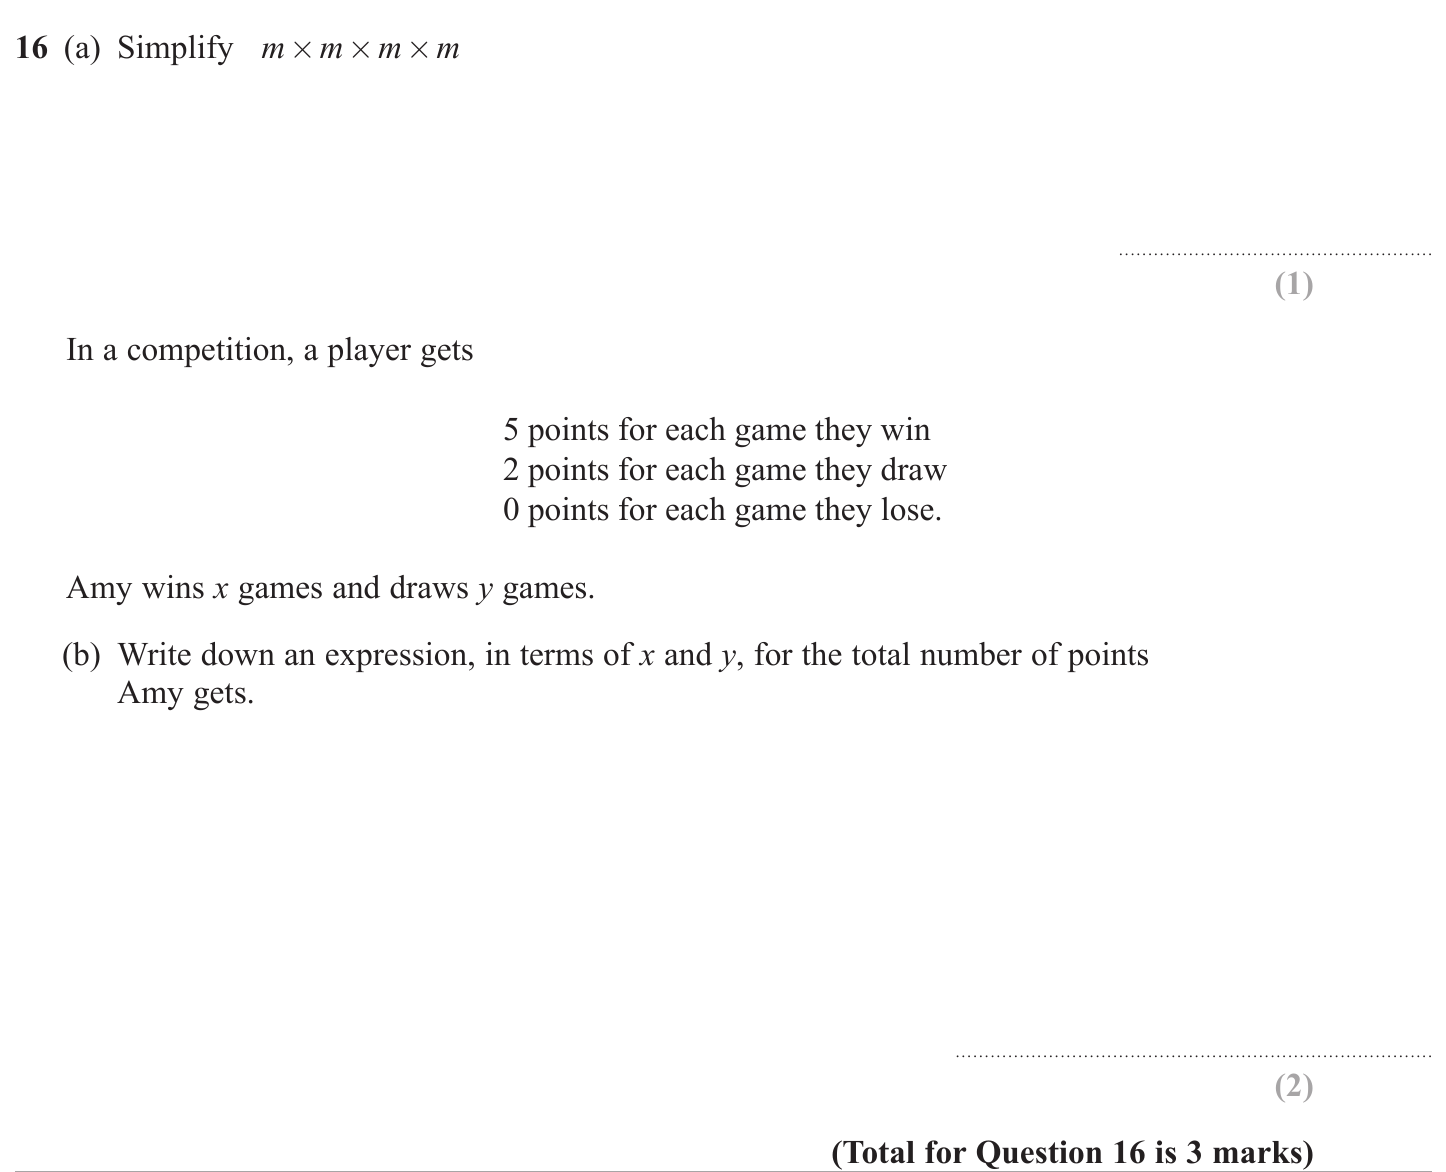 16 (a) Simplify m × m × m × m
(1)
In a competition, a player gets
5 points for each game they win
2 points for each game they draw
0 points for each game they lose.
Amy wins x games and draws y games.
(b) Write down an expression, in terms of x and y, for the total number of points
Amy gets.
(2)
(Total for Question 16 is 3 marks)